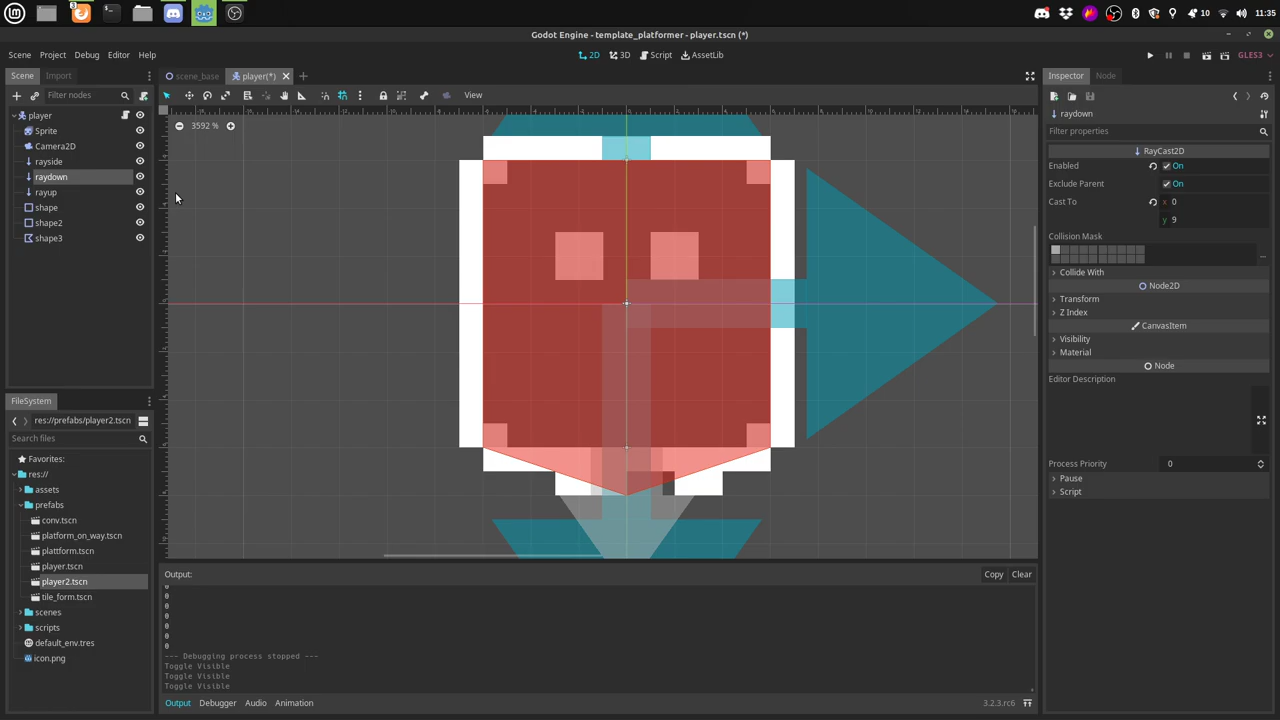 3
10
11:35
Godot Engine - template_platformer - player.tscn (*)
Scene Project Debug Editor Help
2D 3D Script AssetLib
GLES3
Scene Import
scene_base player(*)
Inspector Node
Filter nodes
View
player
Sprite
Camera2D
rayside
raydown
rayup
shape
shape2
shape3
3592 %
raydown
Filter properties
RayCast2D
Enabled On
Exclude Parent On
Cast To x 0
y 9
Collision Mask
...
Collide With
Node2D
Transform
Z Index
CanvasItem
Visibility
Material
Node
Editor Description
Process Priority 0
Pause
Script
FileSystem
res://prefabs/player2.tscn
Search files
Favorites:
res://
assets
prefabs
conv.tscn
platform_on_way.tscn
plattform.tscn
player.tscn
player2.tscn
tile_form.tscn
scenes
scripts
default_env.tres
icon.png
Output:
Copy Clear
0
0
0
0
0
0
0
--- Debugging process stopped ---
Toggle Visible
Toggle Visible
Toggle Visible
Output Debugger Audio Animation
3.2.3.rc6